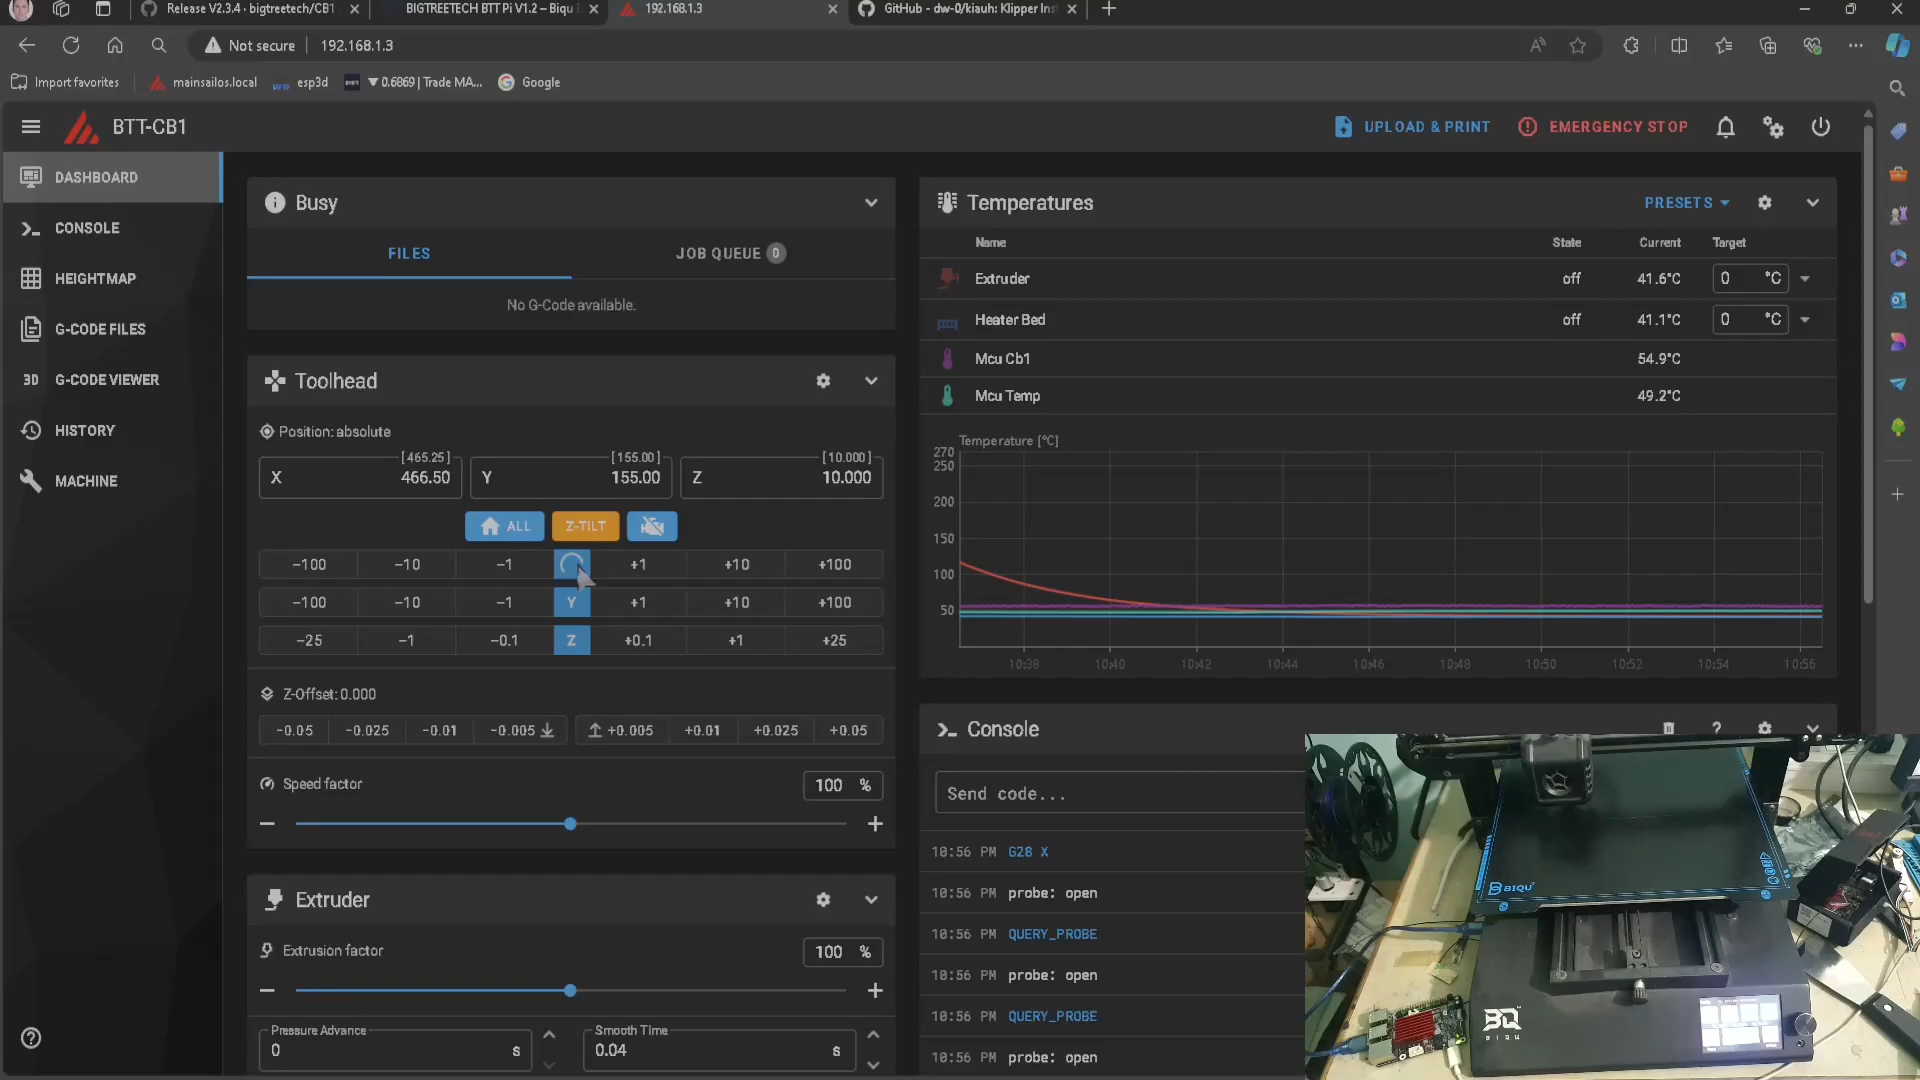 Release V2.3.4 · bigtreetech/CB1
BIGTREETECH BTT Pi V1.2 – Biqu
192.168.1.3
GitHub - dw-0/kiauh: Klipper Ins
Not secure
192.168.1.3
Import favorites
mainsailos.local
esp3d
▼ 0.6869 | Trade MA...
Google
BTT-CB1
UPLOAD & PRINT
EMERGENCY STOP
DASHBOARD
CONSOLE
HEIGHTMAP
G-CODE FILES
3D G-CODE VIEWER
HISTORY
MACHINE
Busy
FILES
JOB QUEUE 0
No G-Code available.
Toolhead
Position: absolute
[465.25] [155.00] [10.000]
X 466.50 Y 155.00 Z 10.000
ALL Z-TILT
-100 -10 -1 +1 +10 +100
-100 -10 -1 Y +1 +10 +100
-25 -1 -0.1 Z +0.1 +1 +25
Z-Offset: 0.000
-0.05 -0.025 -0.01 -0.005 +0.005 +0.01 +0.025 +0.05
Speed factor 100 %
Extruder
Extrusion factor 100 %
Pressure Advance
0 s
Smooth Time
0.04 s
Temperatures
PRESETS
Name State Current Target
Extruder off 41.6°C 0 °C
Heater Bed off 41.1°C 0 °C
Mcu Cb1 54.9°C
Mcu Temp 49.2°C
Temperature [°C]
270
250
200
150
100
50
10:38 10:40 10:42 10:44 10:46 10:48 10:50 10:52 10:54 10:56
Console
Send code...
10:56 PM G28 X
10:56 PM probe: open
10:56 PM QUERY_PROBE
10:56 PM probe: open
10:56 PM QUERY_PROBE
10:56 PM probe: open
BIQU
BQ
BIQU